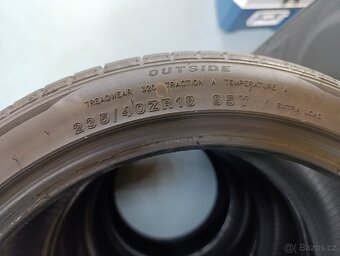 OUTSIDE
TREADWEAR 320 TRACTION A TEMPERATURE A
235/40ZR18 95Y EXTRA LOAD
Bazos.cz